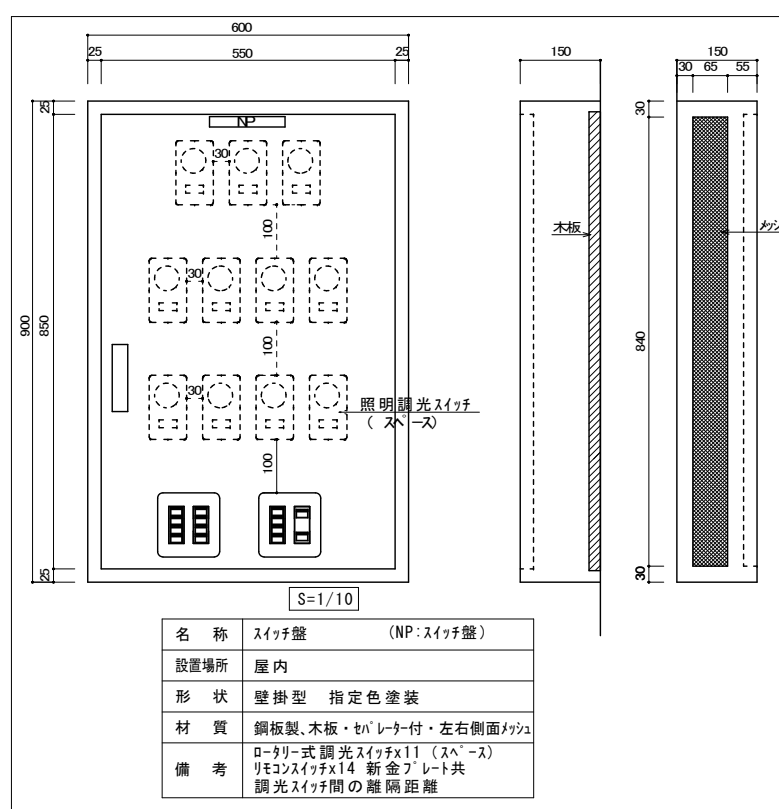 600
25 550 25
150
150
30 65 55
25
NP
30
30
100
木板
メッシ
30
900
850
100
840
30
照明調光スイッチ
(スペース)
100
25
30
S=1/10
名 称 スイッチ盤 (NP:スイッチ盤)
設置場所 屋内
形 状 壁掛型 指定色塗装
材 質 鋼板製、木板・セパレーター付・左右側面メッシュ
備 考 ロータリー式調光スイッチx11 (スペース)
リモコンスイッチx14 新金プレート共
調光スイッチ間の離隔距離